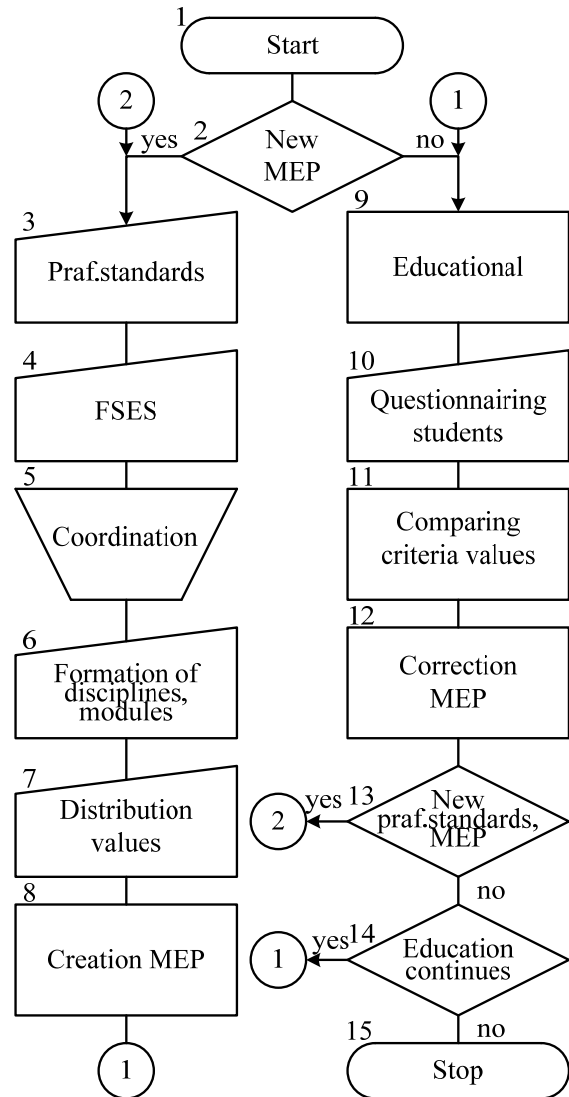 1
Start
2
1
yes
2
New
MEP
no
3
Praf.standards
4
FSES
5
Coordination
6
Formation of
disciplines,
modules
7
Distribution
values
8
Creation MEP
1
9
Educational
10
Questionnairing
students
11
Comparing
criteria values
12
Correction
MEP
13
New
praf.standards,
MEP
yes
2
no
14
Education
continues
yes
1
no
15
Stop